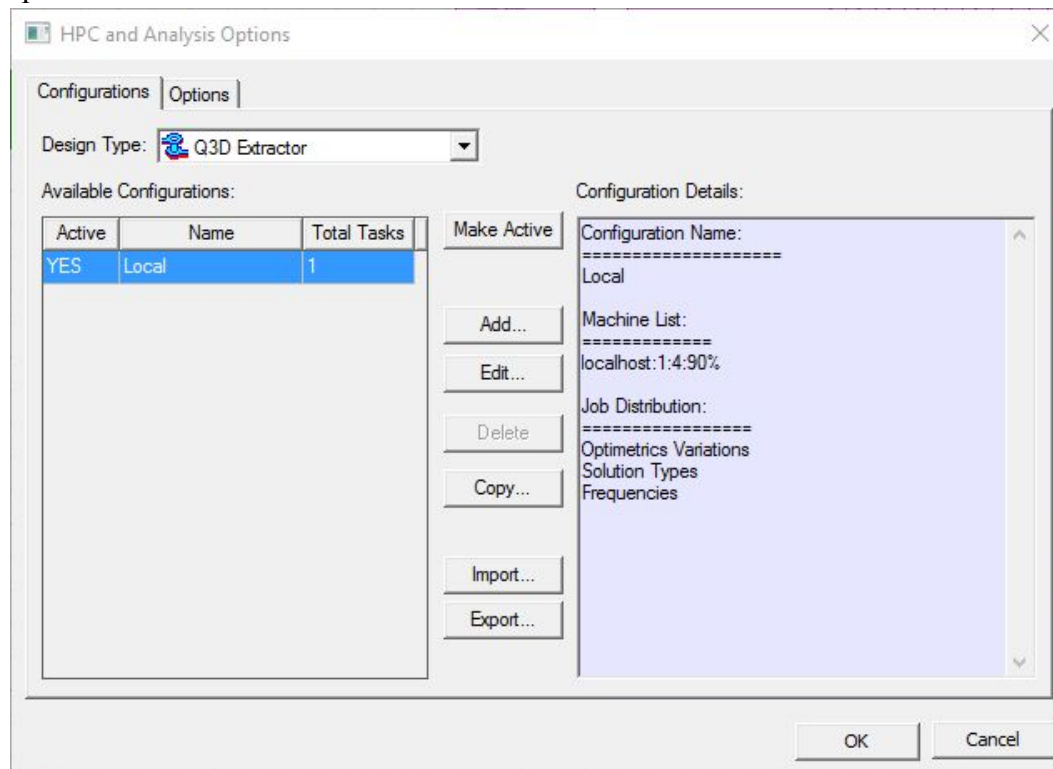 HPC and Analysis Options
Configurations
Options
Design Type:
Q3D Extractor
Available Configurations:
Active Name Total Tasks
YES Local 1
Make Active
Add...
Edit...
Delete
Copy...
Import...
Export...
Configuration Details:
Configuration Name:
====================
Local
Machine List:
=============
localhost:1:4:90%
Job Distribution:
=================
Optimetrics Variations
Solution Types
Frequencies
OK Cancel